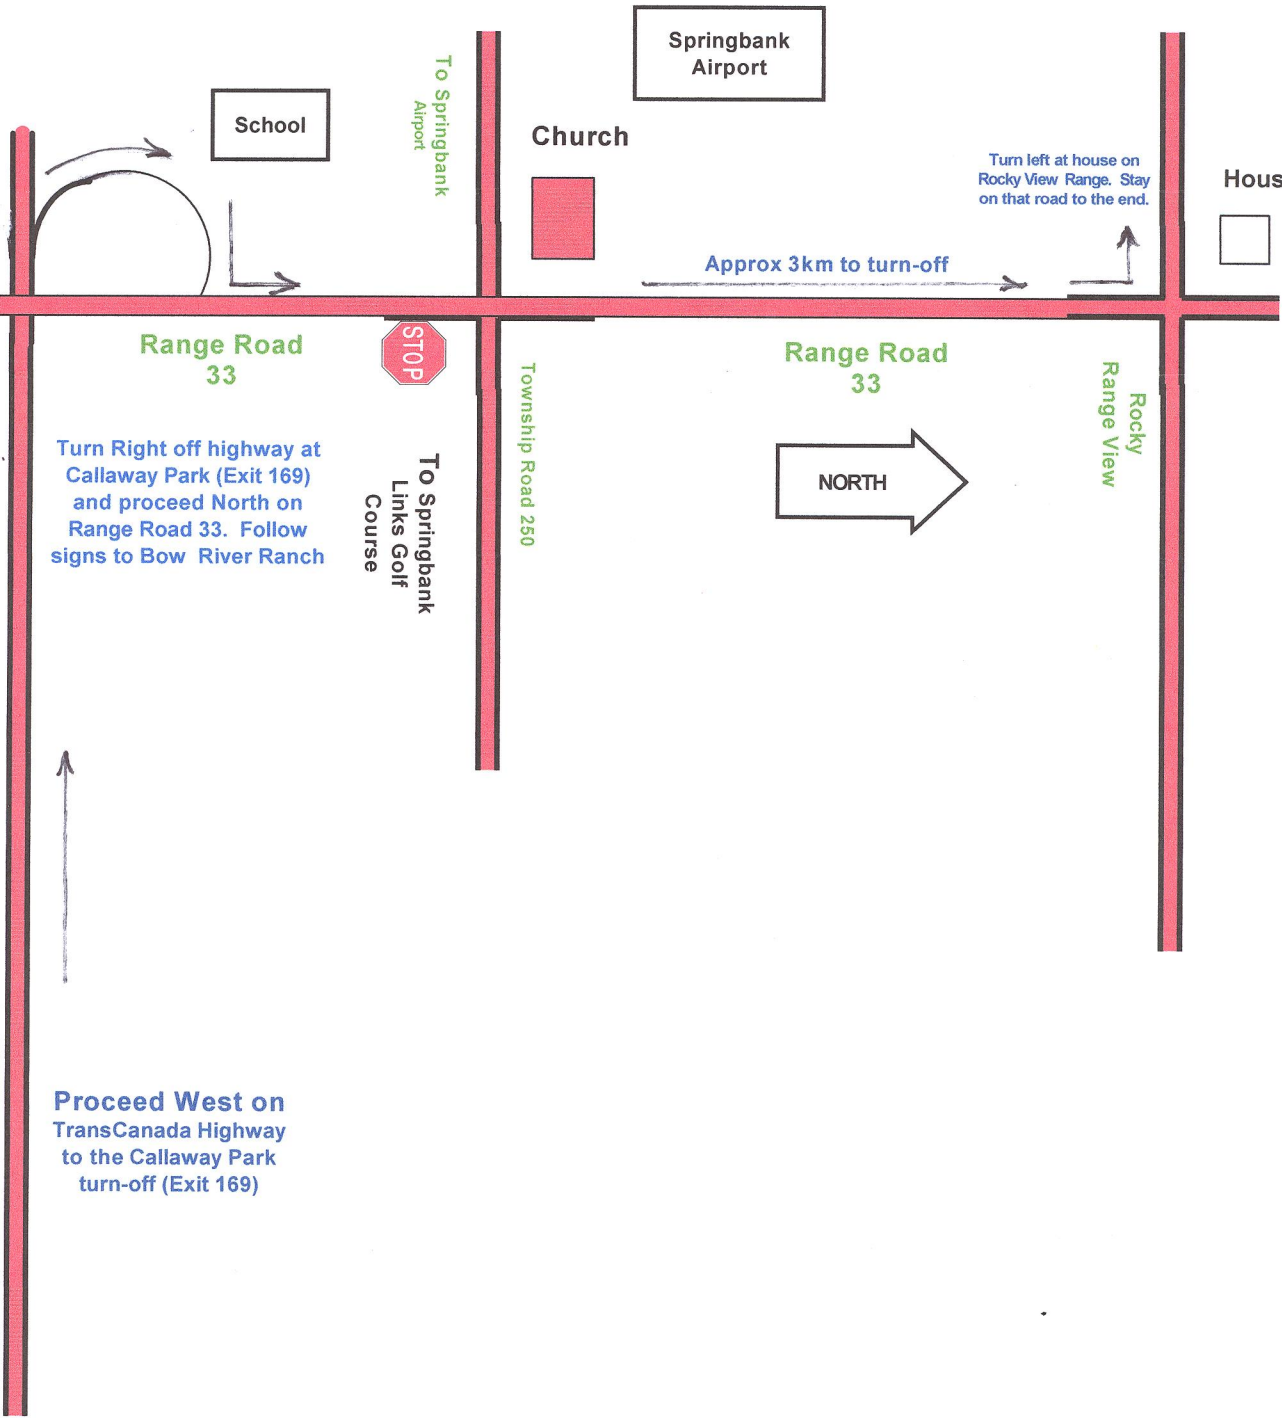 Springbank
Airport
To Springbank
Airport
School
Church
Turn left at house on
Rocky View Range. Stay
on that road to the end.
Hous
Approx 3km to turn-off
Range Road
33
STOP
Range Road
33
Township Road 250
Rocky
Range View
Turn Right off highway at
Callaway Park (Exit 169)
and proceed North on
Range Road 33. Follow
signs to Bow River Ranch
To Springbank
Links Golf
Course
NORTH
Proceed West on
TransCanada Highway
to the Callaway Park
turn-off (Exit 169)